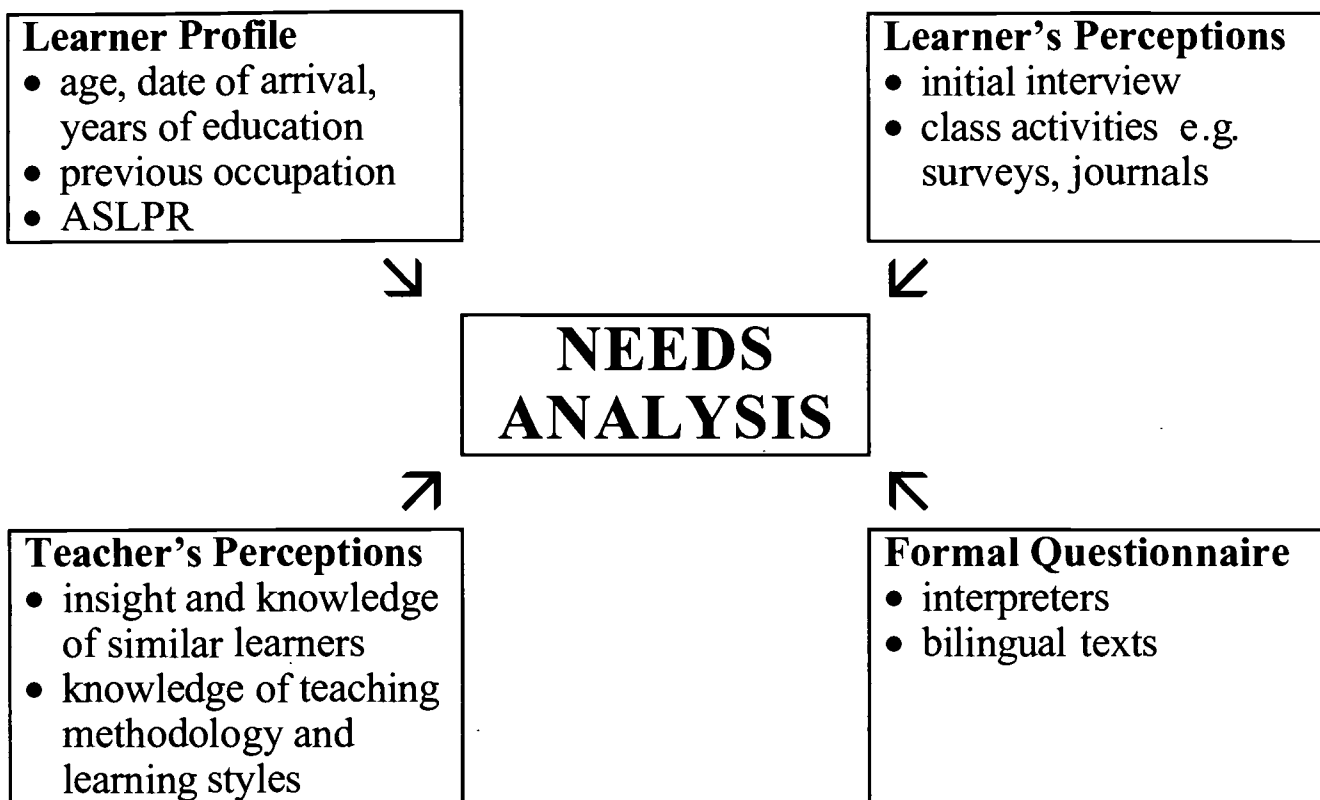 Learner Profile
• age, date of arrival,
years of education
• previous occupation
• ASLPR
Learner's Perceptions
• initial interview
• class activities e.g.
surveys, journals
NEEDS
ANALYSIS
Teacher's Perceptions
• insight and knowledge
of similar learners
• knowledge of teaching
methodology and
learning styles
Formal Questionnaire
• interpreters
• bilingual texts